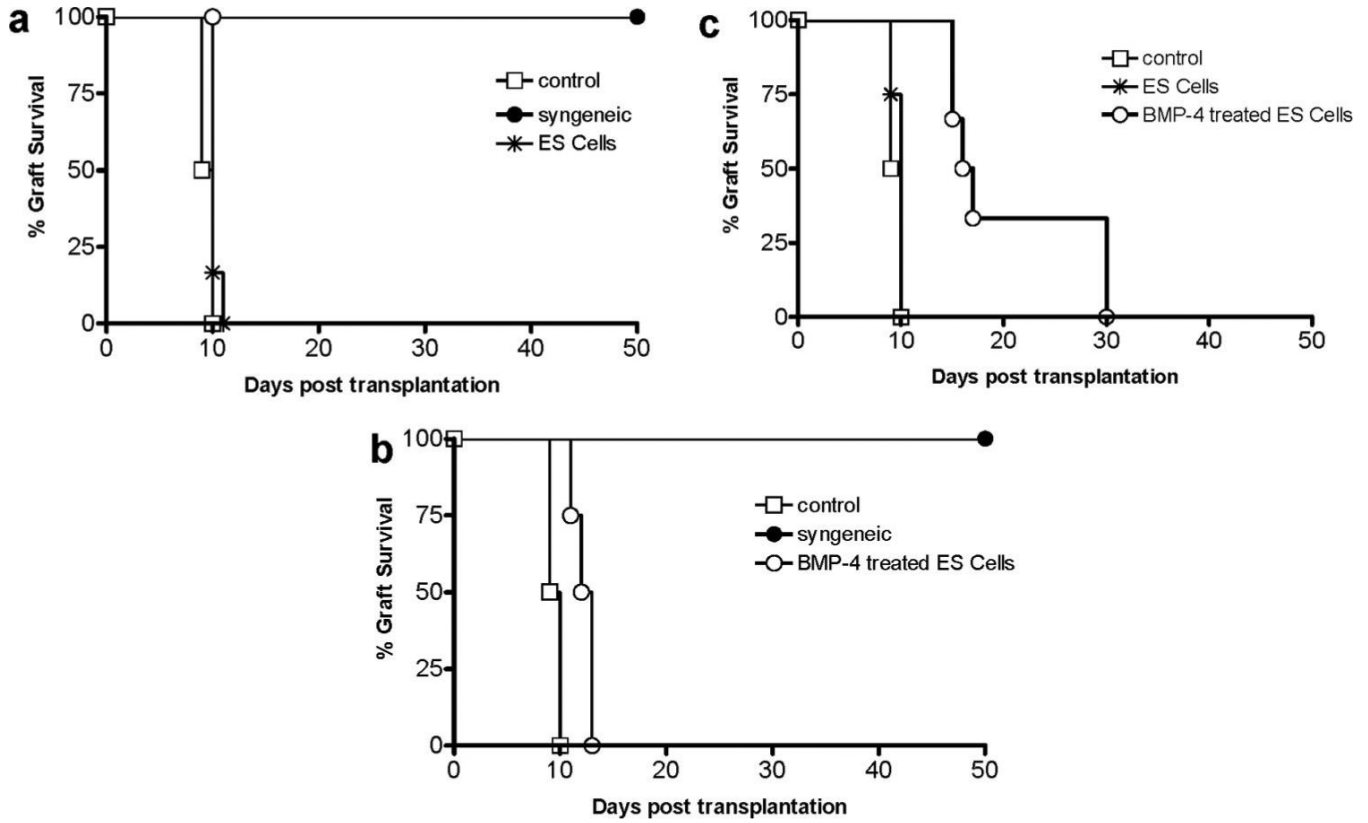 a
100
75
50
25
0
% Graft Survival
control
syngeneic
ES Cells
0 10 20 30 40 50
Days post transplantation
c
100
75
50
25
0
% Graft Survival
control
ES Cells
BMP-4 treated ES Cells
0 10 20 30 40 50
Days post transplantation
b
100
75
50
25
0
% Graft Survival
control
syngeneic
BMP-4 treated ES Cells
0 10 20 30 40 50
Days post transplantation